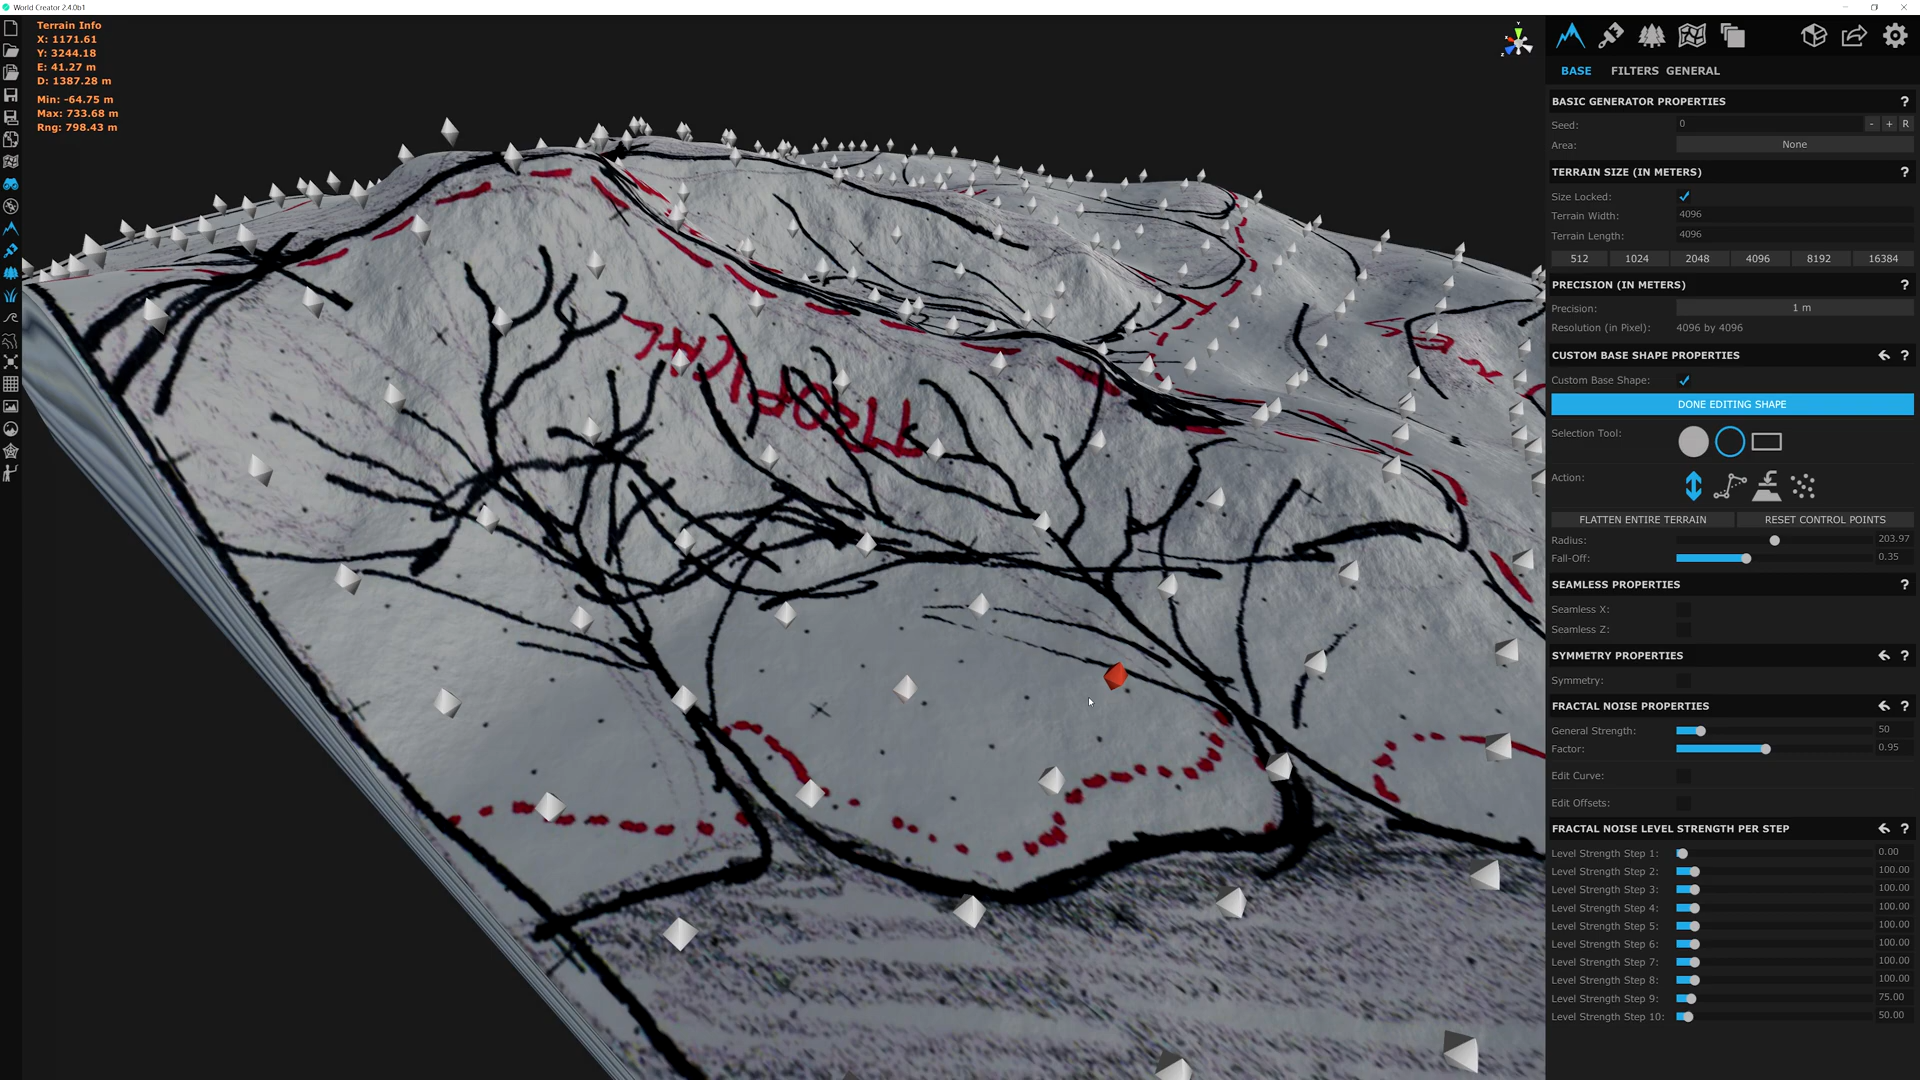 World Creator 2.4.0b1
Terrain Info
X: 1171.61
Y: 3244.18
E: 41.27 m
D: 1387.28 m
Min: -64.75 m
Max: 733.68 m
Rng: 798.43 m
TROPICAL
BASE FILTERS GENERAL
BASIC GENERATOR PROPERTIES ?
Seed: 0 - + R
Area: None
TERRAIN SIZE (IN METERS) ?
Size Locked:
Terrain Width: 4096
Terrain Length: 4096
512 1024 2048 4096 8192 16384
PRECISION (IN METERS) ?
Precision: 1 m
Resolution (in Pixel): 4096 by 4096
CUSTOM BASE SHAPE PROPERTIES ?
Custom Base Shape:
DONE EDITING SHAPE
Selection Tool:
Action:
FLATTEN ENTIRE TERRAIN RESET CONTROL POINTS
Radius: 203.97
Fall-Off: 0.35
SEAMLESS PROPERTIES ?
Seamless X:
Seamless Z:
SYMMETRY PROPERTIES ?
Symmetry:
FRACTAL NOISE PROPERTIES ?
General Strength: 50
Factor: 0.95
Edit Curve:
Edit Offsets:
FRACTAL NOISE LEVEL STRENGTH PER STEP ?
Level Strength Step 1: 0.00
Level Strength Step 2: 100.00
Level Strength Step 3: 100.00
Level Strength Step 4: 100.00
Level Strength Step 5: 100.00
Level Strength Step 6: 100.00
Level Strength Step 7: 100.00
Level Strength Step 8: 100.00
Level Strength Step 9: 75.00
Level Strength Step 10: 50.00